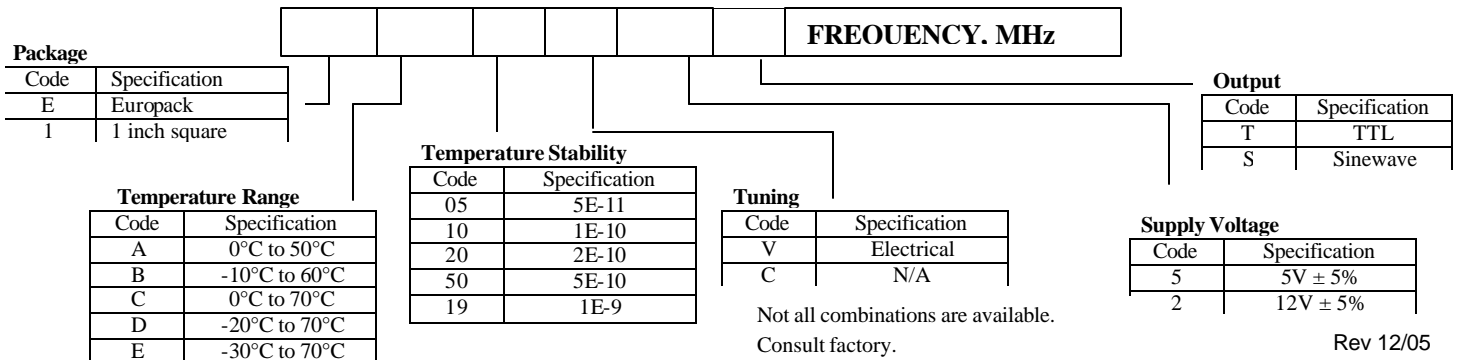 FREQUENCY, MHz
Package
Code Specification
E Europack
1 1 inch square
Output
Code Specification
T TTL
S Sinewave
Temperature Stability
Code Specification
05 5E-11
10 1E-10
20 2E-10
50 5E-10
19 1E-9
Temperature Range
Code Specification
A 0°C to 50°C
B -10°C to 60°C
C 0°C to 70°C
D -20°C to 70°C
E -30°C to 70°C
Tuning
Code Specification
V Electrical
C N/A
Supply Voltage
Code Specification
5 5V ± 5%
2 12V ± 5%
Not all combinations are available.
Consult factory.
Rev 12/05